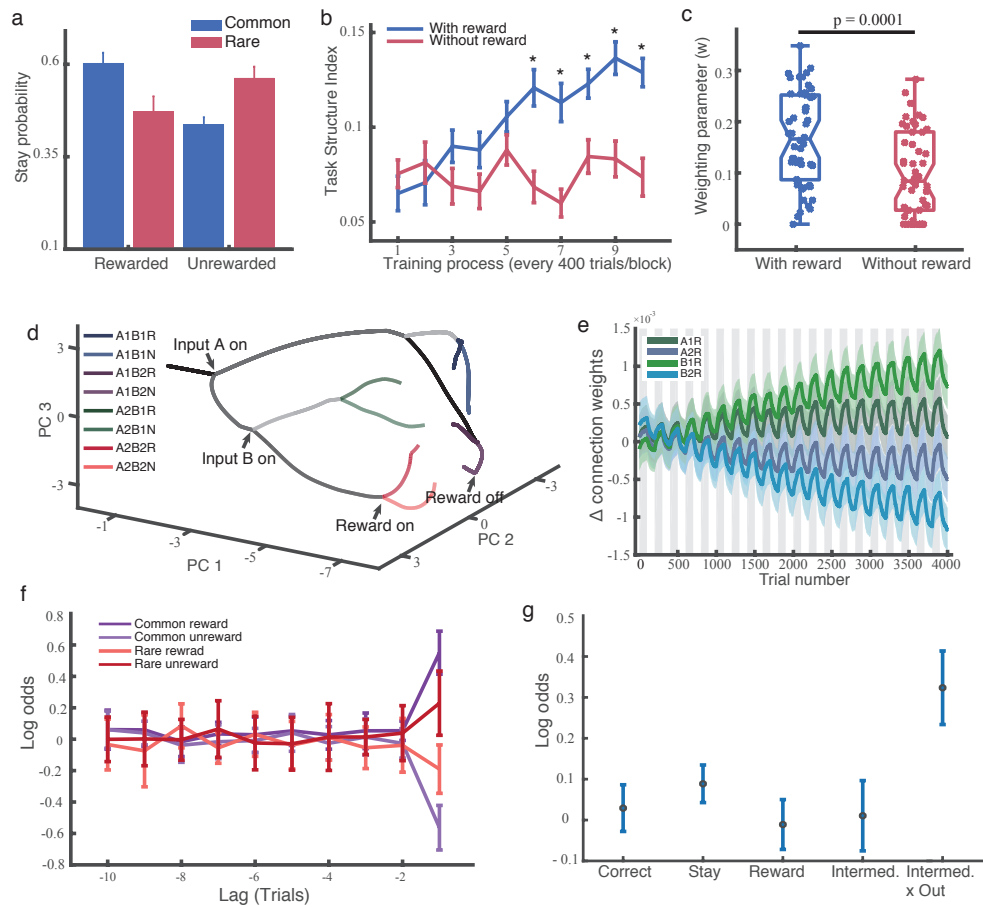 a
Common
Rare
0.6
0.35
0.1
Stay probability
Rewarded
Unrewarded
b
With reward
Without reward
* * * * *
0.1
0.05
Task Structure Index
1 3 5 7 9
Training process (every 400 trials/block)
c
p = 0.0001
0.3
0.2
0.1
0
Weighting parameter (w)
With reward
Without reward
d
A1B1R
A1B1N
A1B2R
A1B2N
A2B1R
A2B1N
A2B2R
A2B2N
Input A on
Input B on
Reward on
Reward off
3
0
-3
PC 3
-1
-3
-5
-7
PC 1
3
0
-3
PC 2
e
×10-3
1.5
1
0.5
0
-0.5
-1
-1.5
Δ connection weights
A1R
A2R
B1R
B2R
0 500 1000 1500 2000 2500 3000 3500 4000
Trial number
f
Common reward
Common unreward
Rare rewrad
Rare unreward
0.8
0.6
0.4
0.2
0
-0.2
-0.4
-0.6
-0.8
Log odds
-10 -8 -6 -4 -2
Lag (Trials)
g
0.5
0.4
0.3
0.2
0.1
0
- 0.1
Log odds
Correct
Stay
Reward
Intermed.
Intermed.
x Out